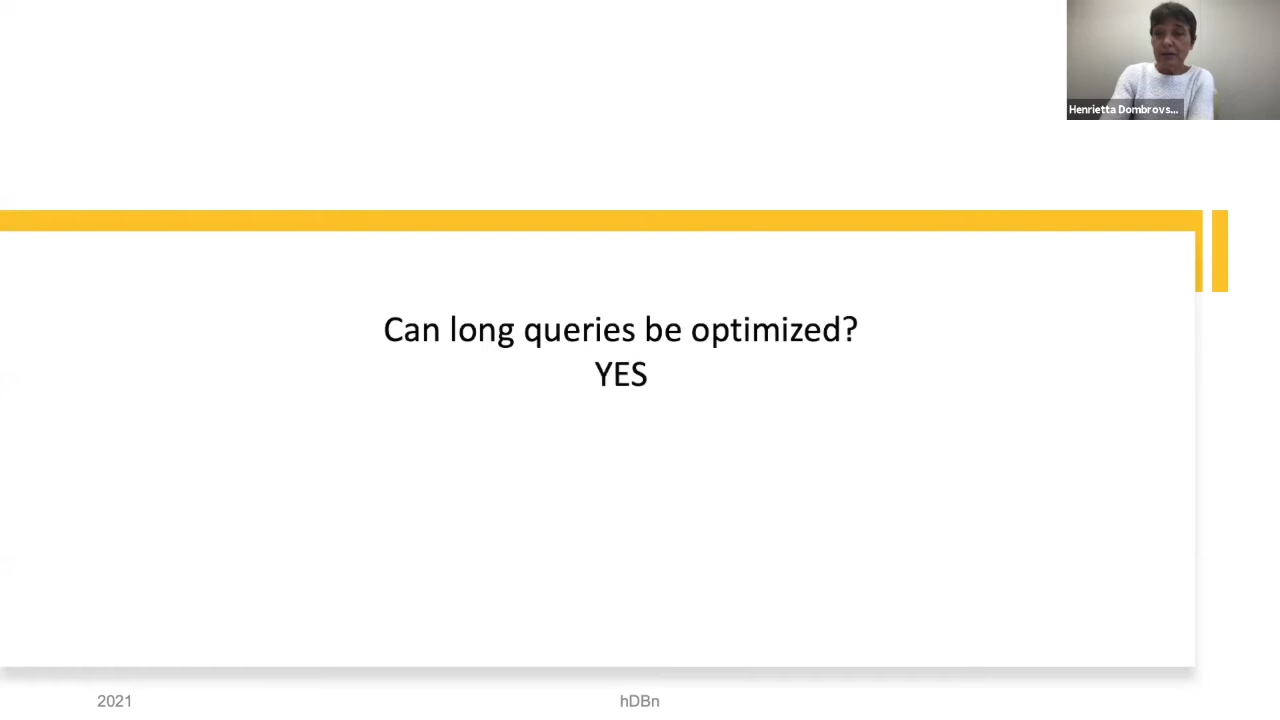 Henrietta Dombrovs...
Can long queries be optimized?
YES
2021
hDBn